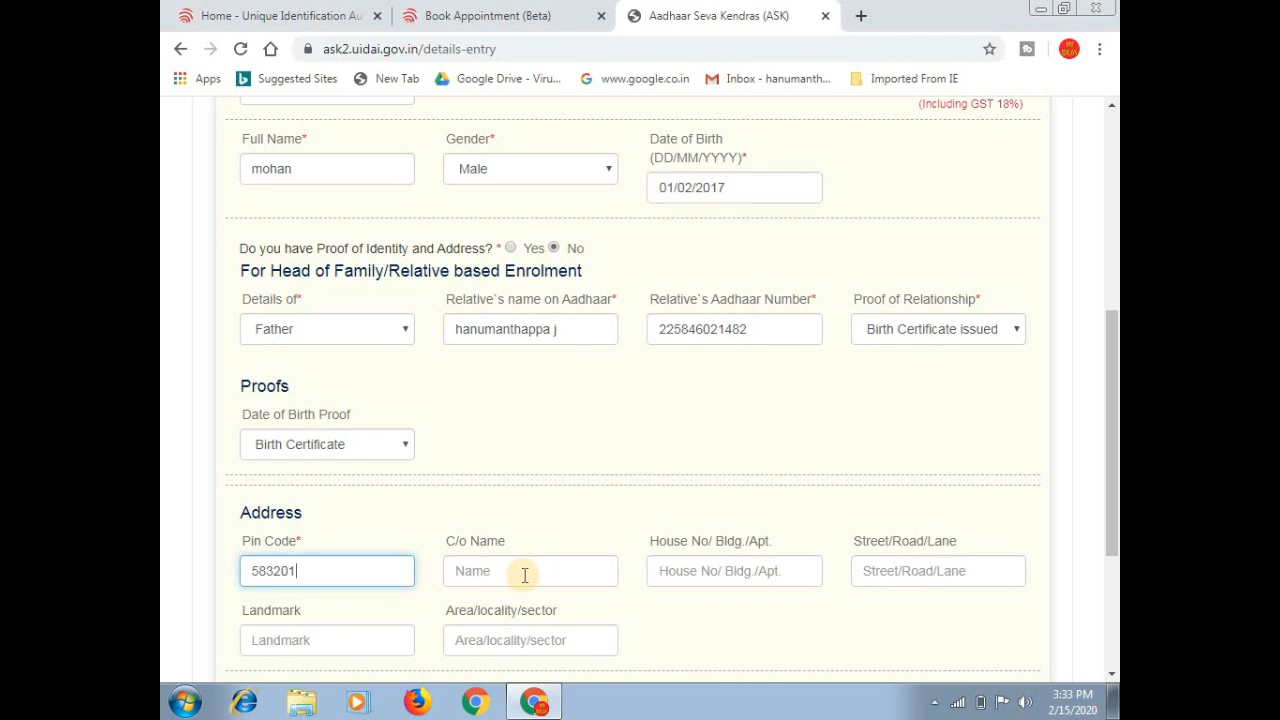 Home - Unique Identification Au
Book Appointment (Beta)
Aadhaar Seva Kendras (ASK)
ask2.uidai.gov.in/details-entry
Apps
Suggested Sites
New Tab
Google Drive - Viru...
www.google.co.in
Inbox - hanumanth...
Imported From IE
(Including GST 18%)
Full Name*
Gender*
Date of Birth
(DD/MM/YYYY)*
mohan
Male
01/02/2017
Do you have Proof of Identity and Address? * Yes No
For Head of Family/Relative based Enrolment
Details of*
Relative`s name on Aadhaar*
Relative`s Aadhaar Number*
Proof of Relationship*
Father
hanumanthappa j
225846021482
Birth Certificate issued
Proofs
Date of Birth Proof
Birth Certificate
Address
Pin Code*
C/o Name
House No/ Bldg./Apt.
Street/Road/Lane
583201
Name
House No/ Bldg./Apt.
Street/Road/Lane
Landmark
Area/locality/sector
Landmark
Area/locality/sector
3:33 PM
2/15/2020